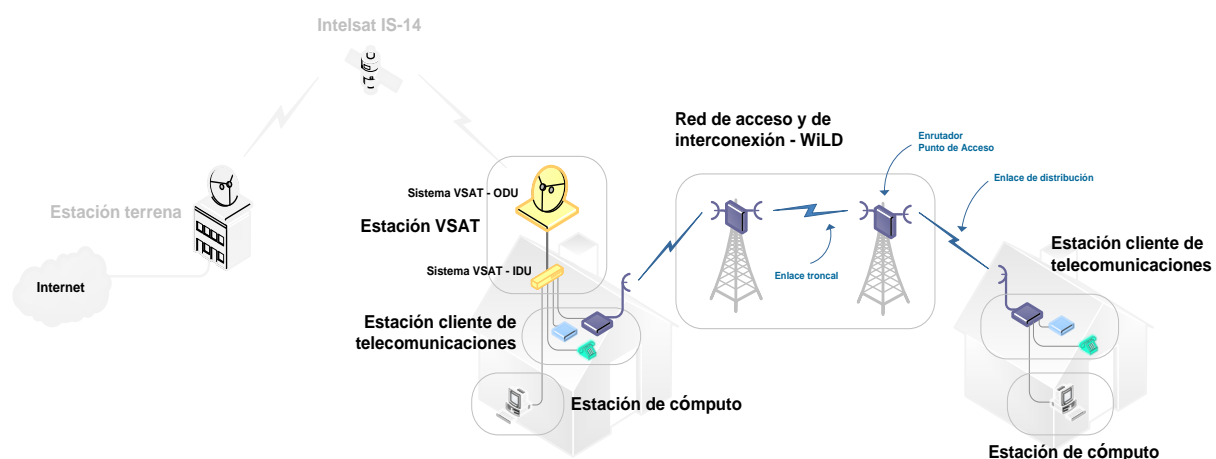 Intelsat IS-14
Red de acceso y de
interconexión - WiLD
Enrutador
Punto de Acceso
Enlace de distribución
Sistema VSAT - ODU
Estación terrena
Estación VSAT
Estación cliente de
telecomunicaciones
Sistema VSAT - IDU
Enlace troncal
Internet
Estación cliente de
telecomunicaciones
Estación de cómputo
Estación de cómputo